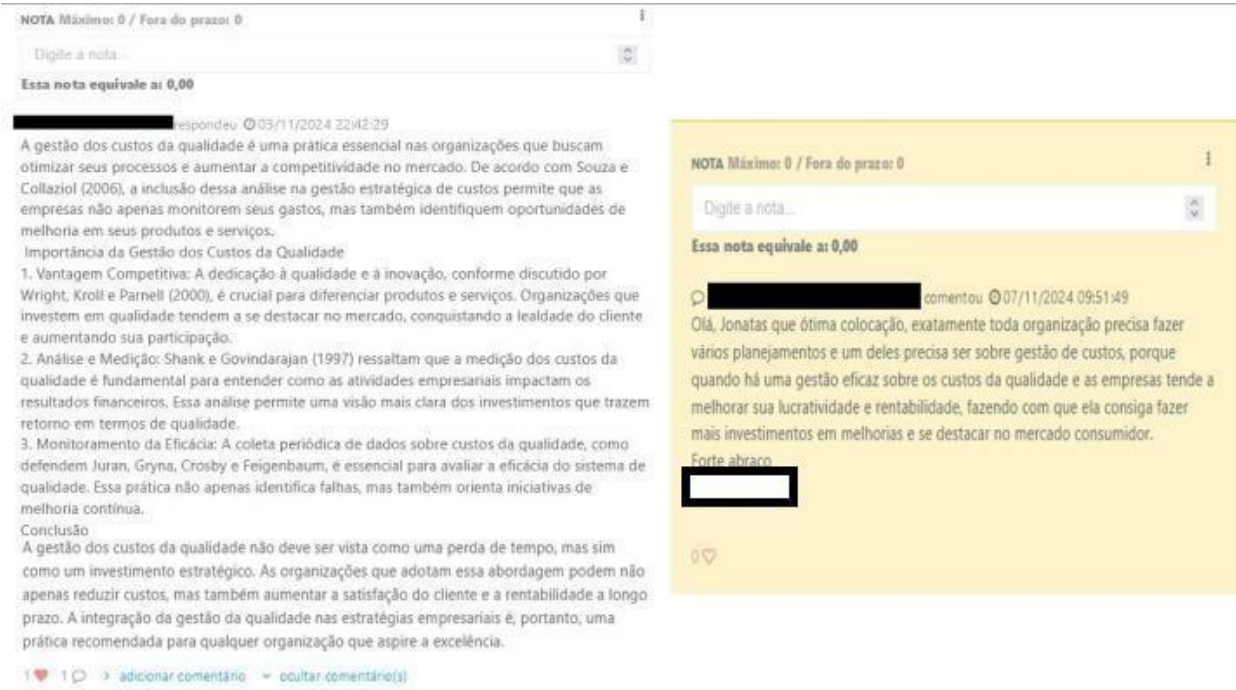 NOTA Máximo: 0 / Fora do prazo: 0
Digite a nota...
Essa nota equivale a: 0,00
respondeu 03/11/2024 22:42:29
A gestão dos custos da qualidade é uma prática essencial nas organizações que buscam
otimizar seus processos e aumentar a competitividade no mercado. De acordo com Souza e
Collaziol (2006), a inclusão dessa análise na gestão estratégica de custos permite que as
empresas não apenas monitorem seus gastos, mas também identifiquem oportunidades de
melhoria em seus produtos e serviços.
Importância da Gestão dos Custos da Qualidade
1. Vantagem Competitiva: A dedicação à qualidade e à inovação, conforme discutido por
Wright, Kroll e Parnell (2000), é crucial para diferenciar produtos e serviços. Organizações que
investem em qualidade tendem a se destacar no mercado, conquistando a lealdade do cliente
e aumentando sua participação.
2. Análise e Medição: Shank e Govindarajan (1997) ressaltam que a medição dos custos da
qualidade é fundamental para entender como as atividades empresariais impactam os
resultados financeiros. Essa análise permite uma visão mais clara dos investimentos que trazem
retorno em termos de qualidade.
3. Monitoramento da Eficácia: A coleta periódica de dados sobre custos da qualidade, como
defendem Juran, Gryna, Crosby e Feigenbaum, é essencial para avaliar a eficácia do sistema de
qualidade. Essa prática não apenas identifica falhas, mas também orienta iniciativas de
melhoria contínua.
Conclusão
A gestão dos custos da qualidade não deve ser vista como uma perda de tempo, mas sim
como um investimento estratégico. As organizações que adotam essa abordagem podem não
apenas reduzir custos, mas também aumentar a satisfação do cliente e a rentabilidade a longo
prazo. A integração da gestão da qualidade nas estratégias empresariais é, portanto, uma
prática recomendada para qualquer organização que aspire a excelência.
1 1 adicionar comentário ocultar comentário(s)
NOTA Máximo: 0 / Fora do prazo: 0
Digite a nota...
Essa nota equivale a: 0,00
comentou 07/11/2024 09:51:49
Olá, Jonatas que ótima colocação, exatamente toda organização precisa fazer
vários planejamentos e um deles precisa ser sobre gestão de custos, porque
quando há uma gestão eficaz sobre os custos da qualidade e as empresas tende a
melhorar sua lucratividade e rentabilidade, fazendo com que ela consiga fazer
mais investimentos em melhorias e se destacar no mercado consumidor.
Forte abraço
0